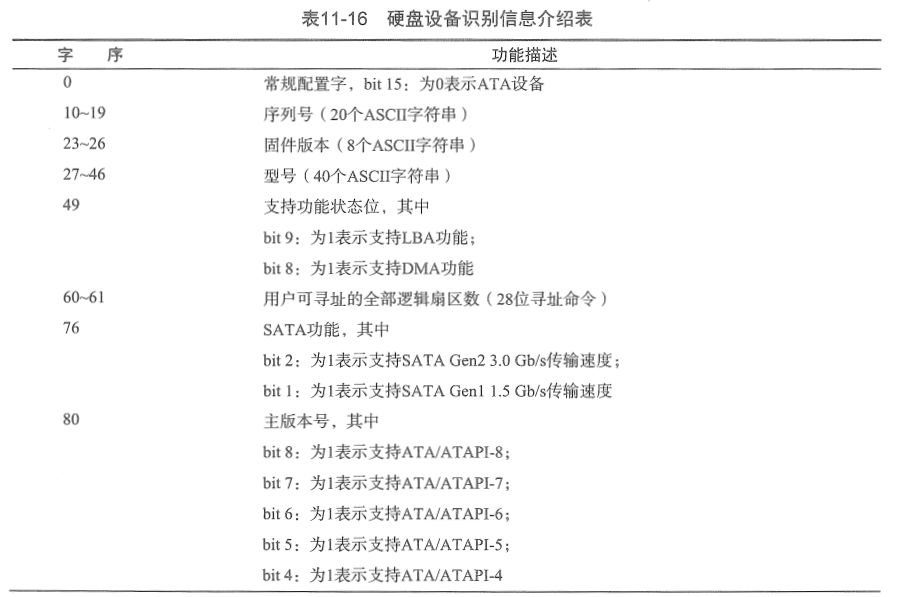 表11-16 硬盘设备识别信息介绍表
字 序 功能描述
0 常规配置字，bit 15：为0表示ATA设备
10~19 序列号（20个ASCII字符串）
23~26 固件版本（8个ASCII字符串）
27~46 型号（40个ASCII字符串）
49 支持功能状态位，其中
bit 9：为1表示支持LBA功能；
bit 8：为1表示支持DMA功能
60~61 用户可寻址的全部逻辑扇区数（28位寻址命令）
76 SATA功能，其中
bit 2：为1表示支持SATA Gen2 3.0 Gb/s传输速度；
bit 1：为1表示支持SATA Gen1 1.5 Gb/s传输速度
80 主版本号，其中
bit 8：为1表示支持ATA/ATAPI-8；
bit 7：为1表示支持ATA/ATAPI-7；
bit 6：为1表示支持ATA/ATAPI-6；
bit 5：为1表示支持ATA/ATAPI-5；
bit 4：为1表示支持ATA/ATAPI-4